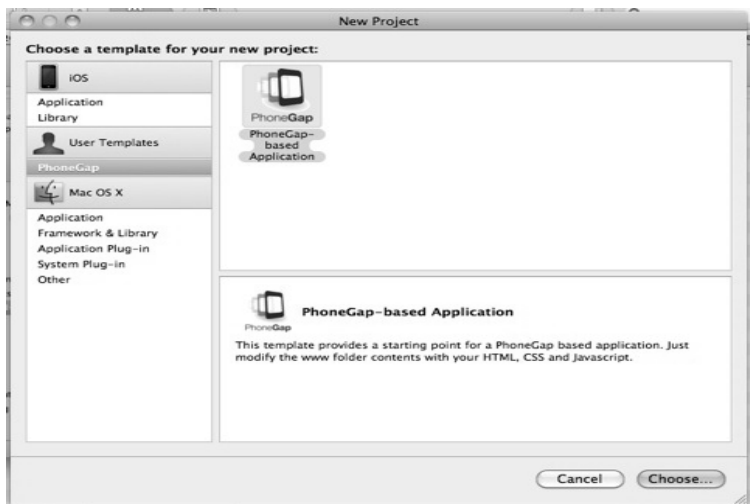 New Project
Choose a template for your new project:
iOS
Application
Library
User Templates
PhoneGap
Mac OS X
Application
Framework & Library
Application Plug-in
System Plug-in
Other
PhoneGap
PhoneGap-
based
Application
PhoneGap
PhoneGap-based Application
This template provides a starting point for a PhoneGap based application. Just
modify the www folder contents with your HTML, CSS and Javascript.
Cancel
Choose...